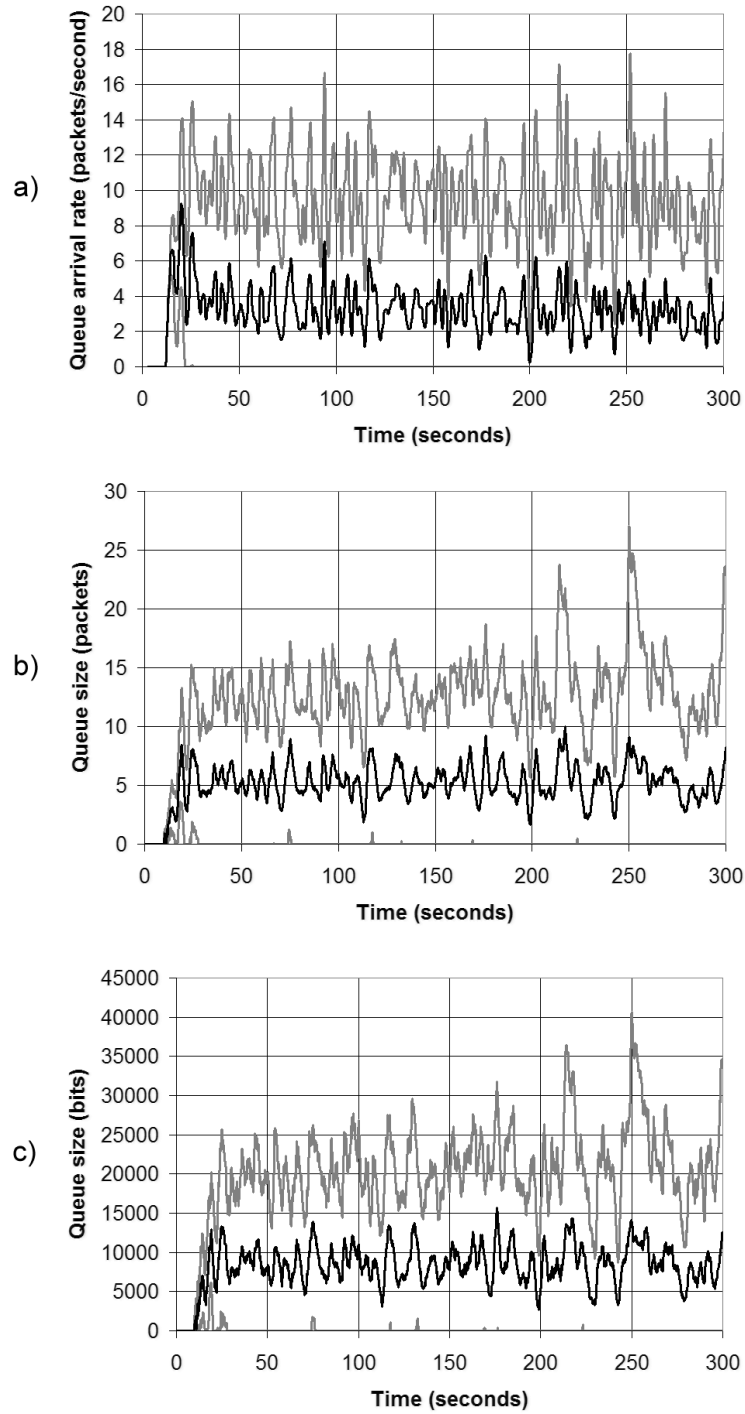 a)
Queue arrival rate (packets/second)
20
18
16
14
12
10
8
6
4
2
0
0 50 100 150 200 250 300
Time (seconds)
b)
Queue size (packets)
30
25
20
15
10
5
0
0 50 100 150 200 250 300
Time (seconds)
c)
Queue size (bits)
45000
40000
35000
30000
25000
20000
15000
10000
5000
0
0 50 100 150 200 250 300
Time (seconds)